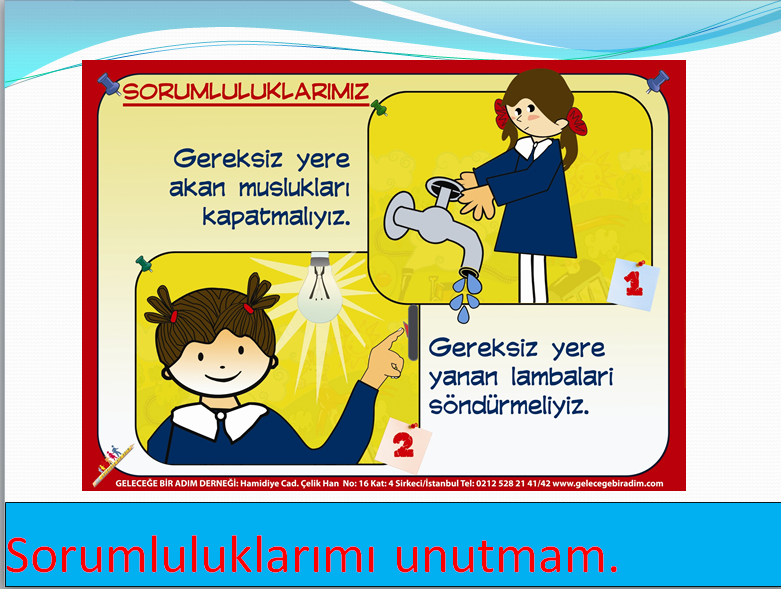 SORUMLULUKLARIMIZ
Gereksiz yere
akan muslukları
kapatmalıyız.
1
Gereksiz yere
yanan lambalari
söndürmeliyiz.
2
GELECEĞE BİR ADIM DERNEĞİ: Hamidiye Cad. Çelik Han No: 16 Kat: 4 Sirkeci/İstanbul Tel: 0212 528 21 41/42 www.gelecegebiradim.com
Sorumluluklarımı unutmam.